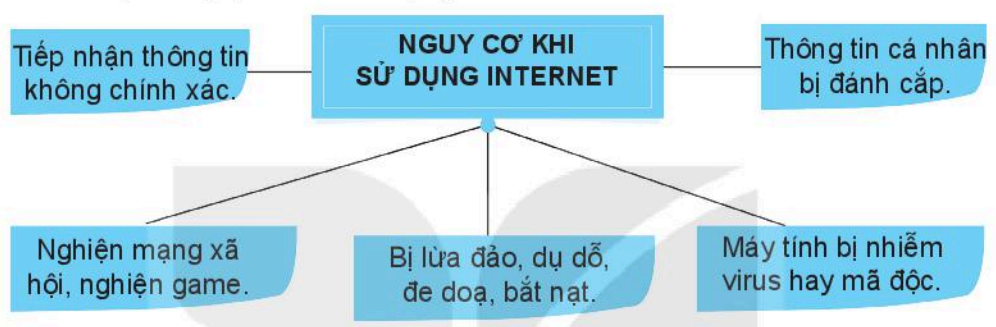 NGUY CƠ KHI
SỬ DỤNG INTERNET
Tiếp nhận thông tin
không chính xác.
Thông tin cá nhân
bị đánh cắp.
Nghiện mạng xã
hội, nghiện game.
Bị lừa đảo, dụ dỗ,
đe doạ, bắt nạt.
Máy tính bị nhiễm
virus hay mã độc.